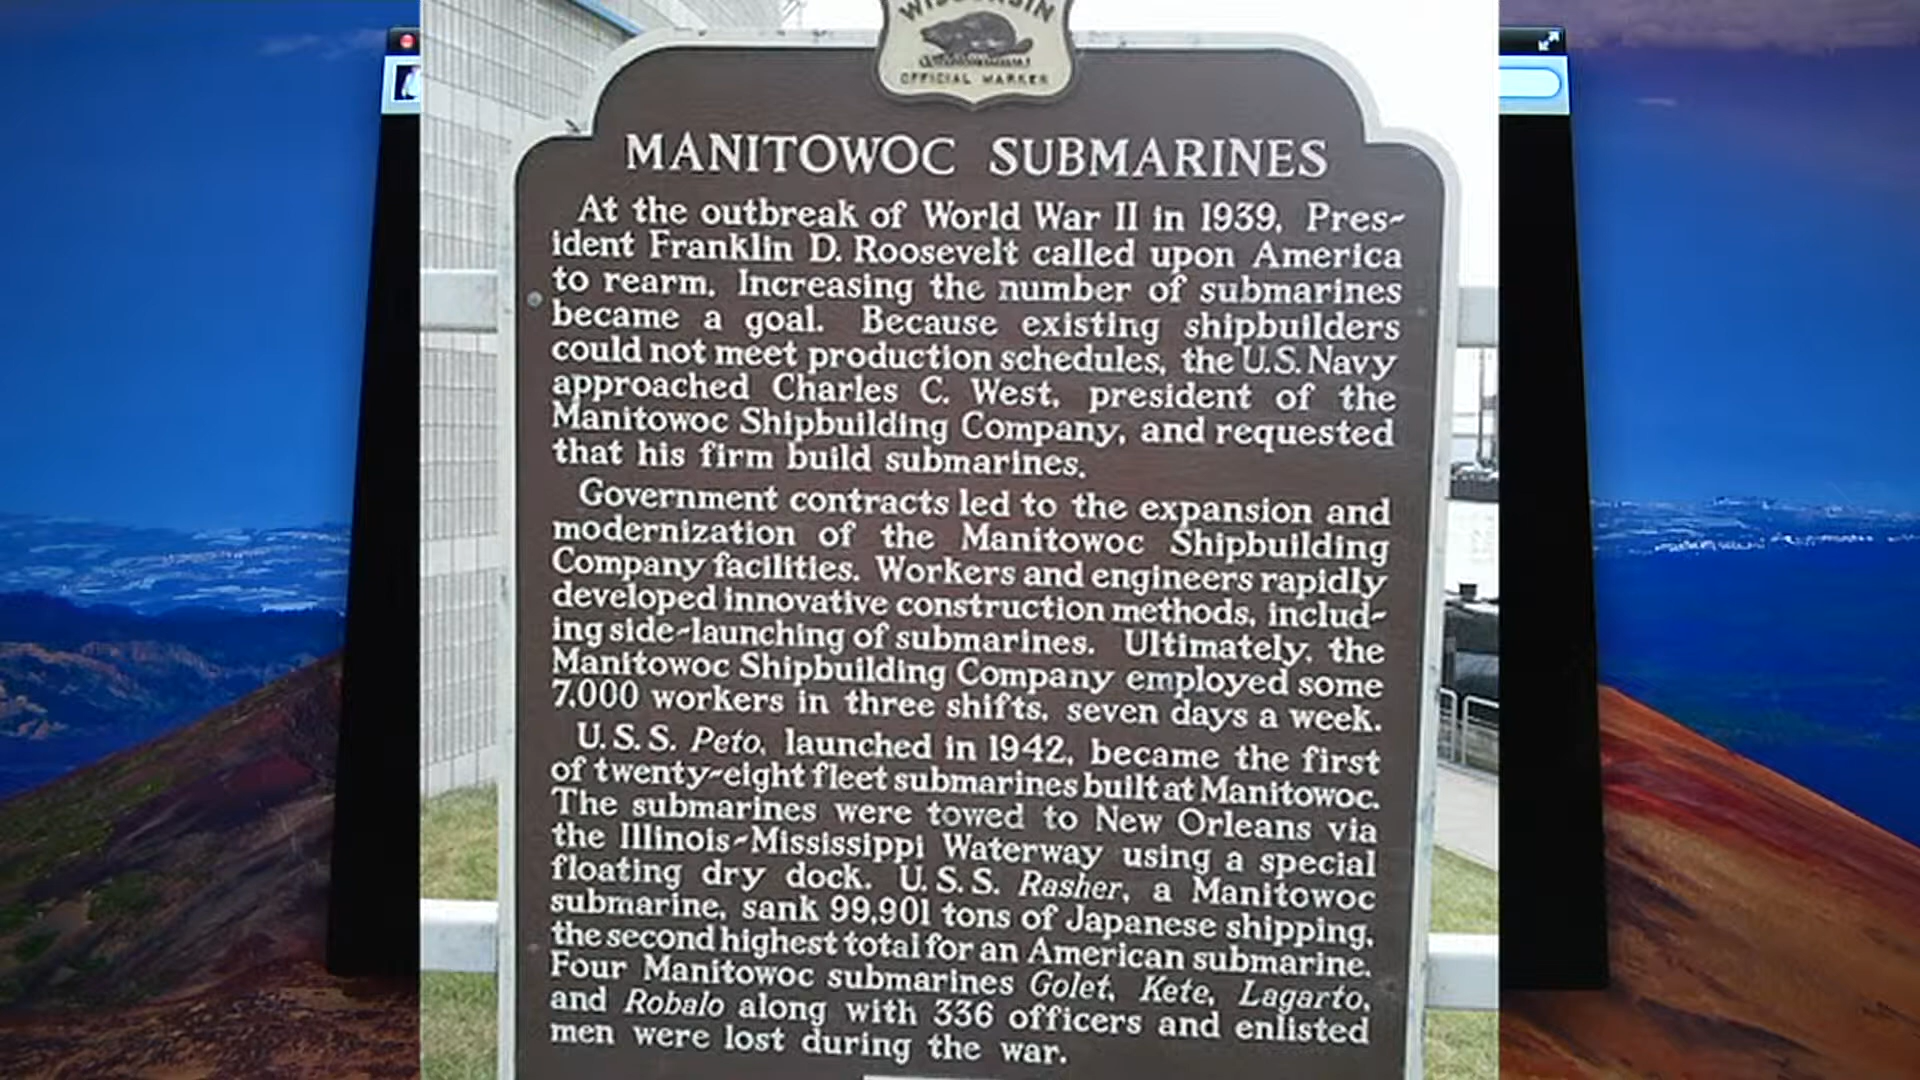 WISCONSIN
OFFICIAL MARKER
MANITOWOC SUBMARINES
At the outbreak of World War II in 1939, Pres-
ident Franklin D. Roosevelt called upon America
to rearm. Increasing the number of submarines
became a goal. Because existing shipbuilders
could not meet production schedules, the U.S. Navy
approached Charles C. West, president of the
Manitowoc Shipbuilding Company, and requested
that his firm build submarines.
Government contracts led to the expansion and
modernization of the Manitowoc Shipbuilding
Company facilities. Workers and engineers rapidly
developed innovative construction methods, includ-
ing side-launching of submarines. Ultimately, the
Manitowoc Shipbuilding Company employed some
7,000 workers in three shifts, seven days a week.
U.S.S. Peto, launched in 1942, became the first
of twenty-eight fleet submarines built at Manitowoc.
The submarines were towed to New Orleans via
the Illinois-Mississippi Waterway using a special
floating dry dock. U.S.S. Rasher, a Manitowoc
submarine, sank 99,901 tons of Japanese shipping,
the second highest total for an American submarine.
Four Manitowoc submarines Golet, Kete, Lagarto,
and Robalo along with 336 officers and enlisted
men were lost during the war.